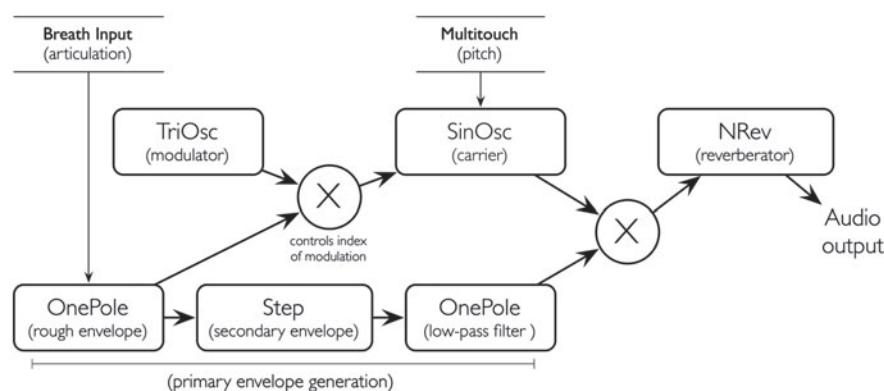 Breath Input
(articulation)
Multitouch
(pitch)
TriOsc
(modulator)
SinOsc
(carrier)
NRev
(reverberator)
X
controls index
of modulation
X
Audio
output
OnePole
(rough envelope)
Step
(secondary envelope)
OnePole
(low-pass filter )
(primary envelope generation)